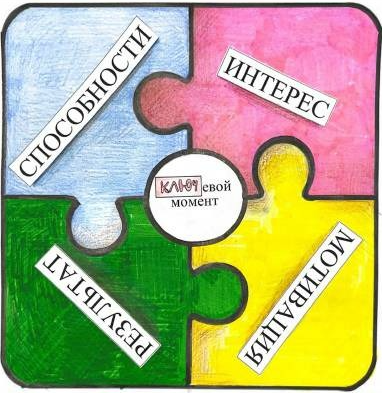 СПОСОБНОСТИ
ИНТЕРЕС
КЛЮЧевой
момент
РЕЗУЛЬТАТ
МОТИВАЦИЯ